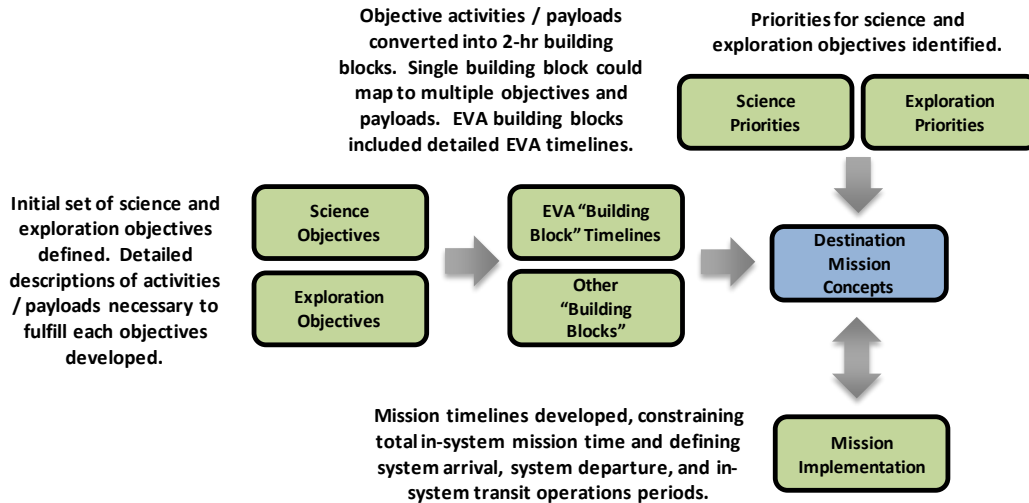 Objective activities / payloads
converted into 2-hr building
blocks.  Single building block could
map to multiple objectives and
payloads.  EVA building blocks
included detailed EVA timelines.
Priorities for science and
exploration objectives identified.
Science
Priorities
Exploration
Priorities
Initial set of science and
exploration objectives
defined.  Detailed
descriptions of activities
/ payloads necessary to
fulfill each objectives
developed.
Science
Objectives
Exploration
Objectives
EVA “Building
Block” Timelines
Other
“Building
Blocks”
Destination
Mission
Concepts
Mission timelines developed, constraining
total in-system mission time and defining
system arrival, system departure, and in-
system transit operations periods.
Mission
Implementation